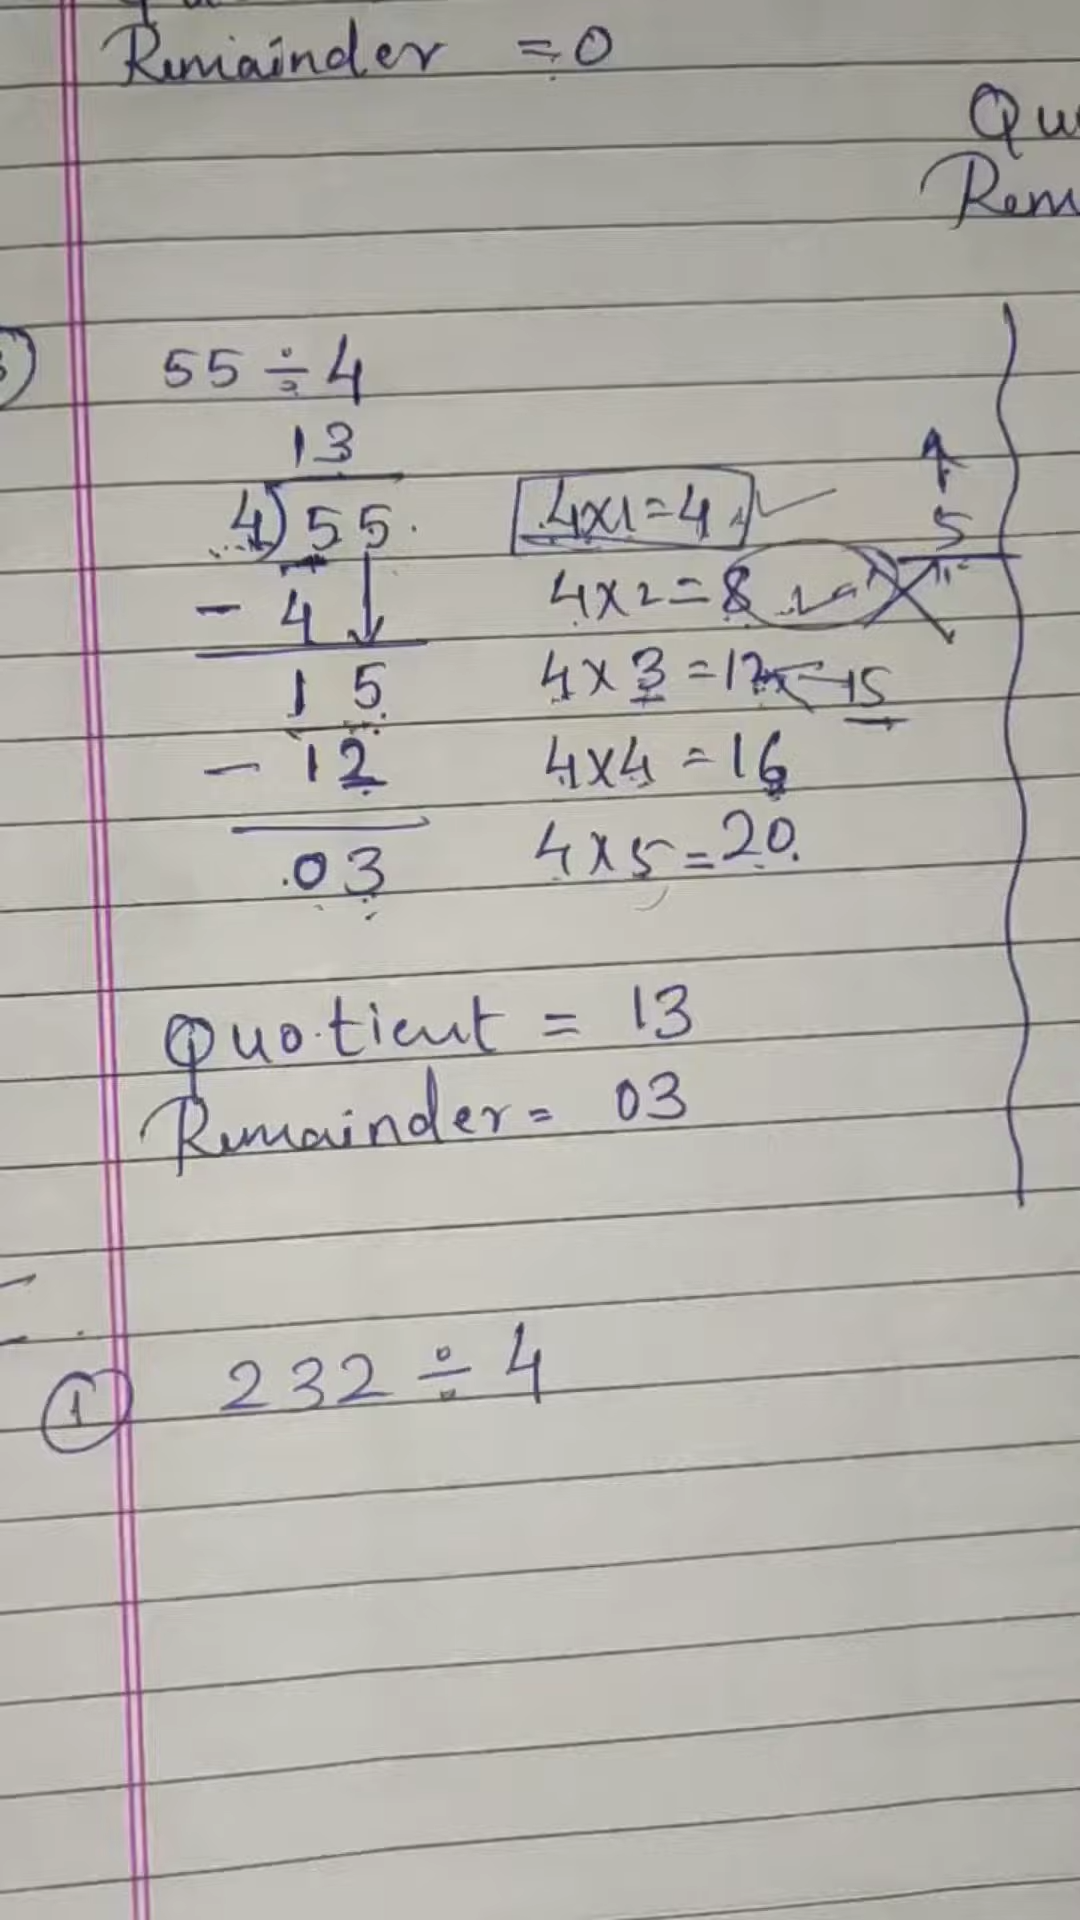 Remainder = 0
Qu
Rem
55 ÷ 4
13
4)55
- 4
15
- 12
03
4x1=4
4x2=8
4x3=12 15
4x4=16
4x5=20
5
Quotient = 13
Remainder = 03
1 232 ÷ 4